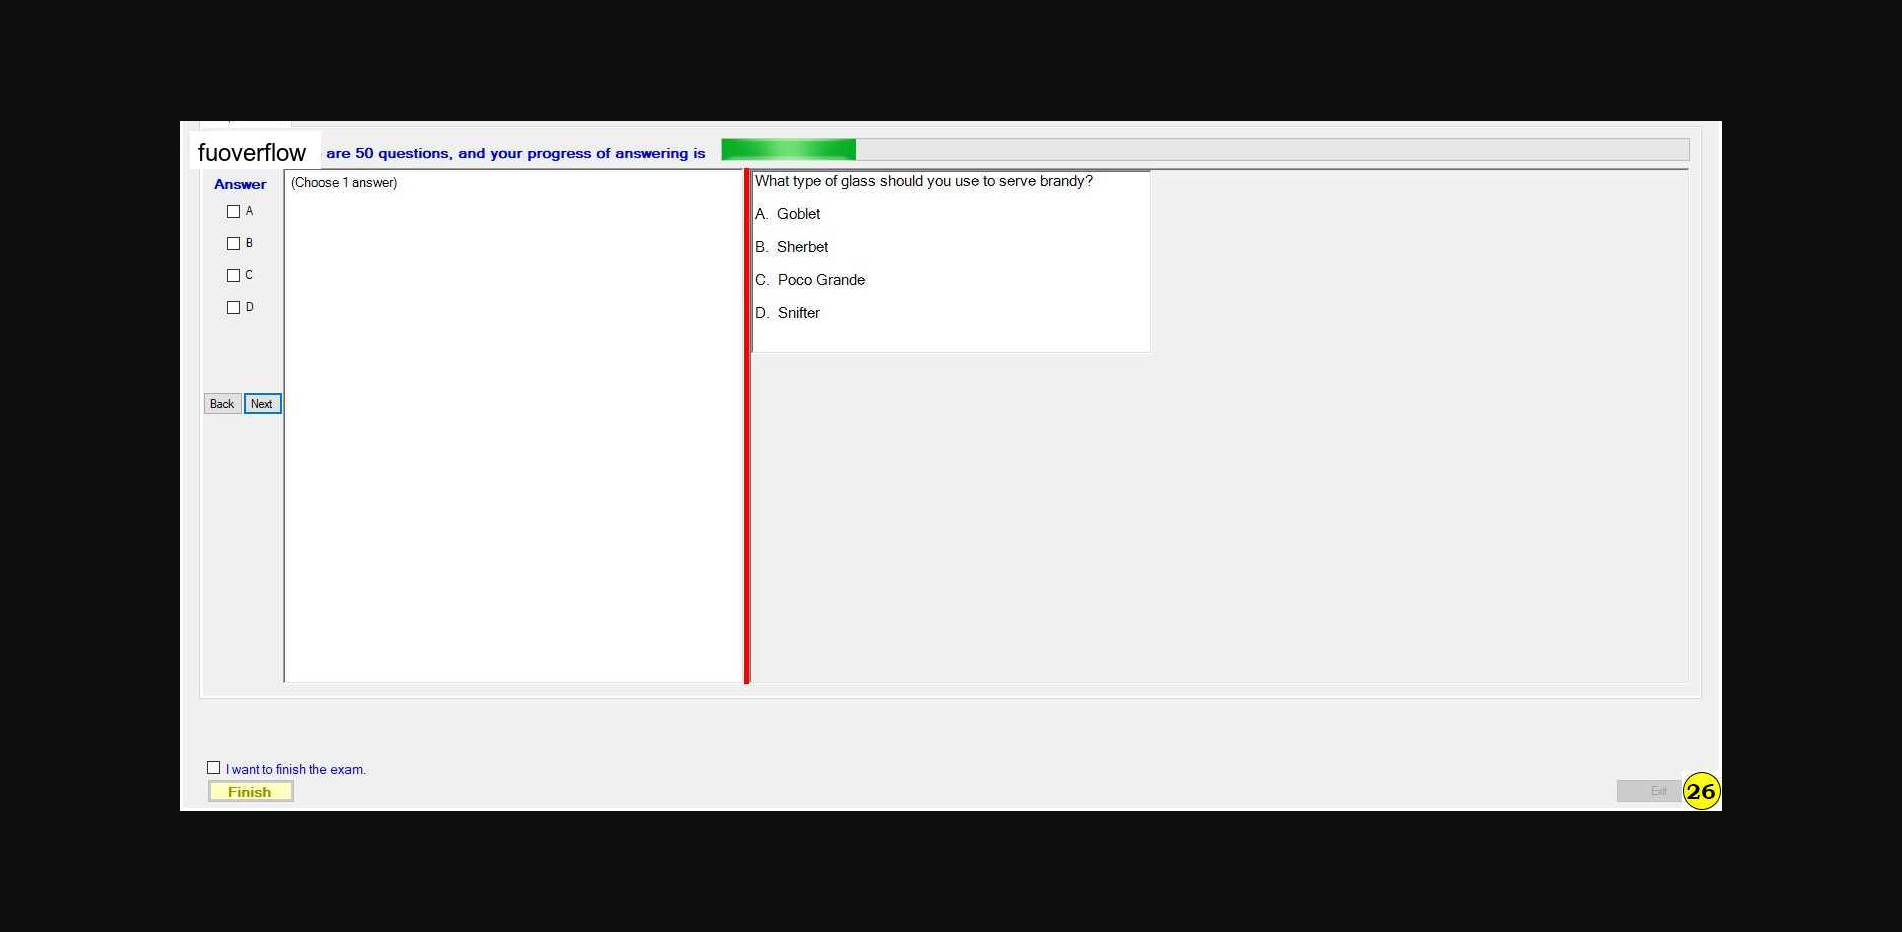 fuoverflow are 50 questions, and your progress of answering is
Answer
A
B
C
D
Back Next
(Choose 1 answer)
What type of glass should you use to serve brandy?
A. Goblet
B. Sherbet
C. Poco Grande
D. Snifter
I want to finish the exam.
Finish
Exit
26